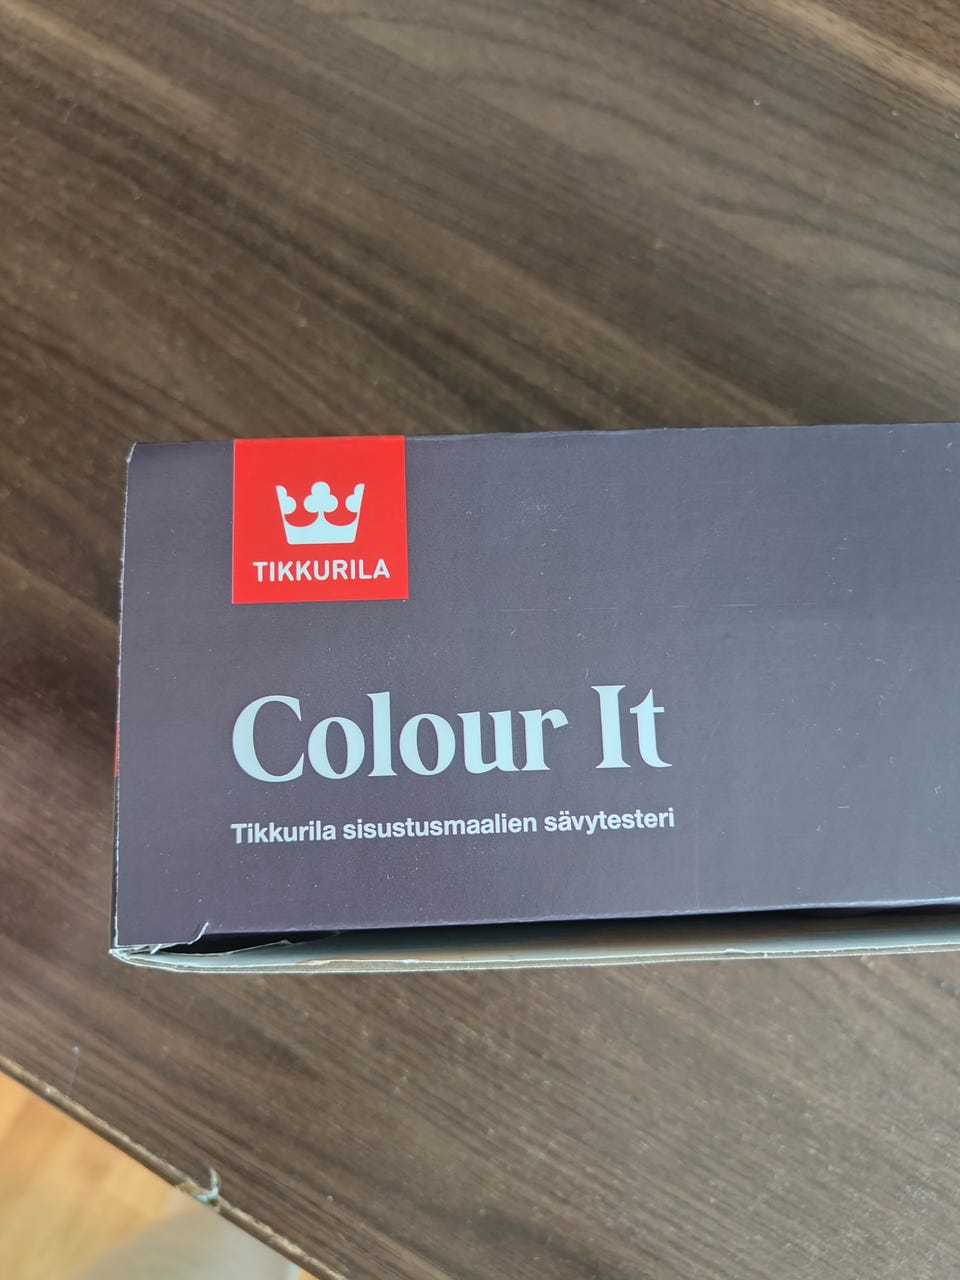 TIKKURILA
Colour It
Tikkurila sisustusmaalien sävytesteri